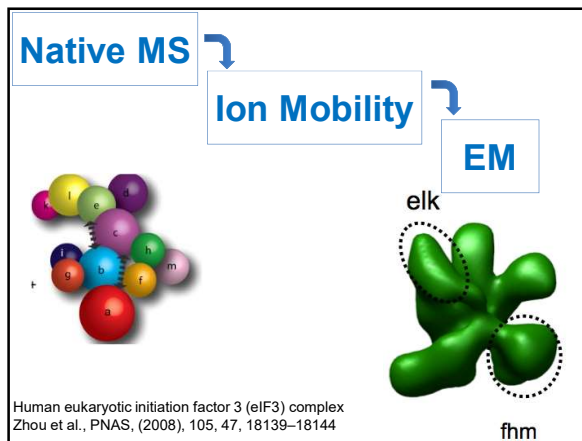 Native MS
Ion Mobility
EM
elk
l
d
k
e
c
h
i
m
g
b
f
+
a
Human eukaryotic initiation factor 3 (eIF3) complex
Zhou et al., PNAS, (2008), 105, 47, 18139–18144
fhm